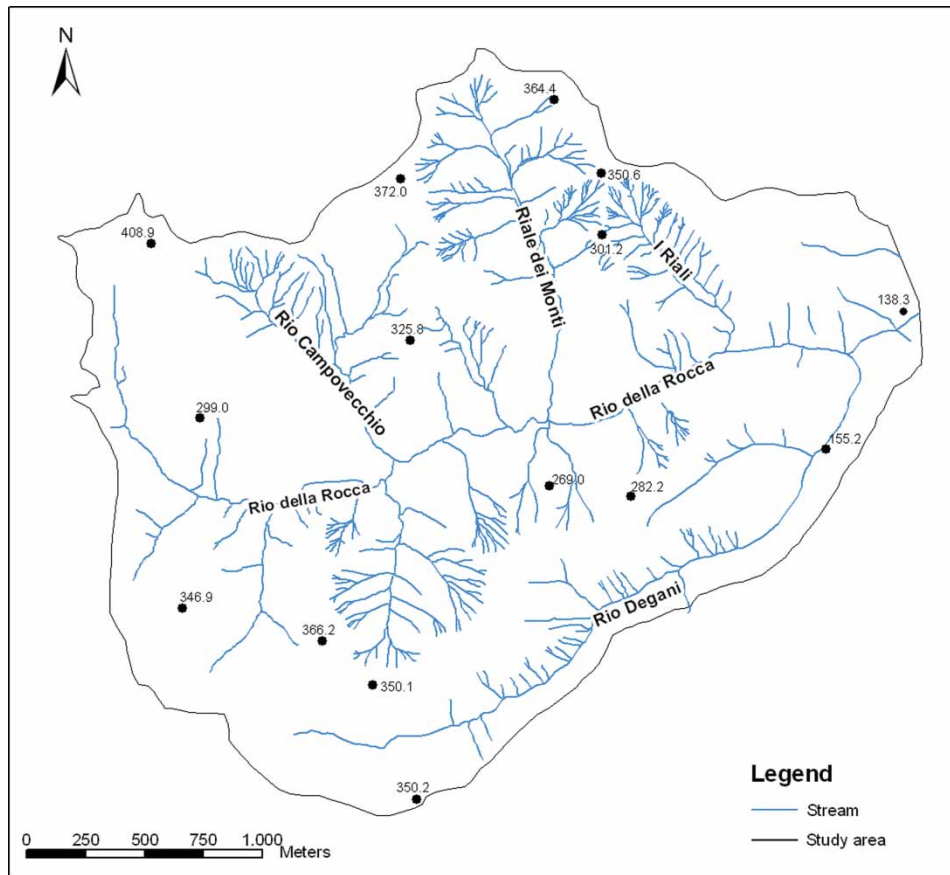 N
364.4
372.0
350.6
408.9
301.2
Riale dei Monti
I Riali
138.3
Rio Campovecchio
325.8
Rio della Rocca
299.0
155.2
269.0
282.2
Rio della Rocca
346.9
Rio Degani
366.2
350.1
350.2
Legend
Stream
Study area
0 250 500 750 1.000
Meters